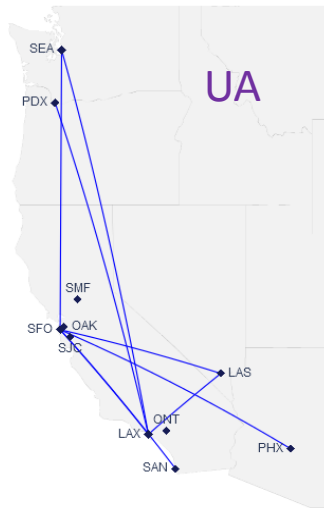 SEA
UA
PDX
SMF
SFO
OAK
SJC
LAS
ONT
LAX
PHX
SAN